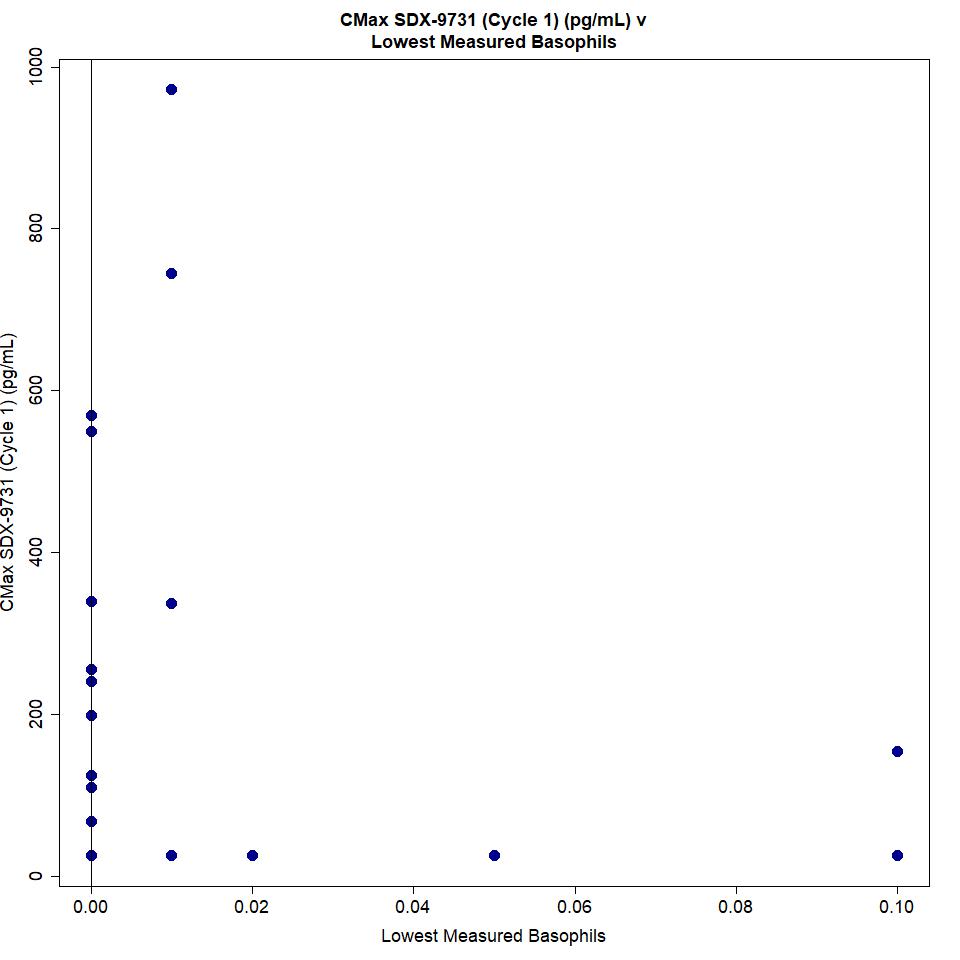 CMax SDX-9731 (Cycle 1) (pg/mL) v
Lowest Measured Basophils
1000
800
600
400
200
0
CMax SDX-9731 (Cycle 1) (pg/mL)
0.00 0.02 0.04 0.06 0.08 0.10
Lowest Measured Basophils